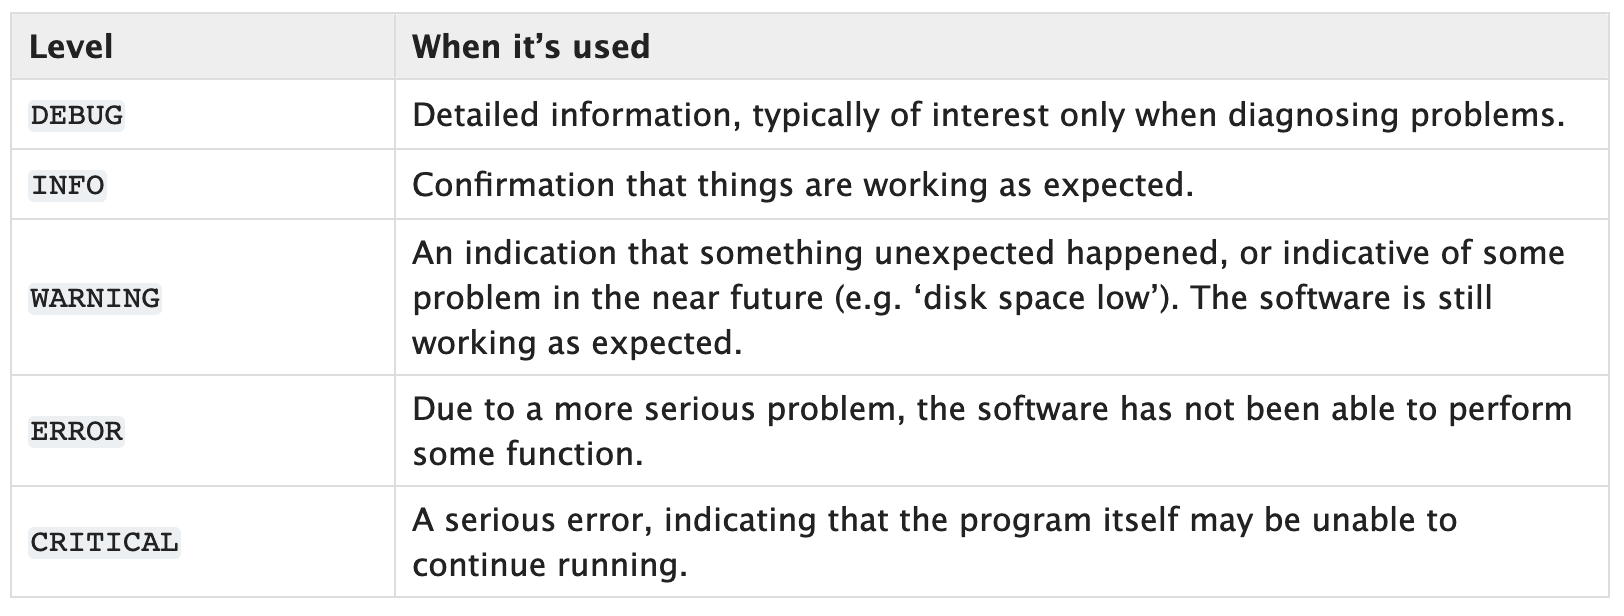 Level
When it’s used
DEBUG
Detailed information, typically of interest only when diagnosing problems.
INFO
Confirmation that things are working as expected.
WARNING
An indication that something unexpected happened, or indicative of some
problem in the near future (e.g. ‘disk space low’). The software is still
working as expected.
ERROR
Due to a more serious problem, the software has not been able to perform
some function.
CRITICAL
A serious error, indicating that the program itself may be unable to
continue running.